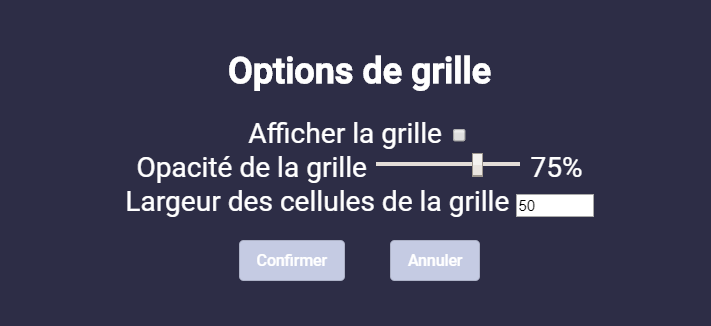 Options de grille
Afficher la grille
Opacité de la grille 75%
Largeur des cellules de la grille 50
Confirmer Annuler